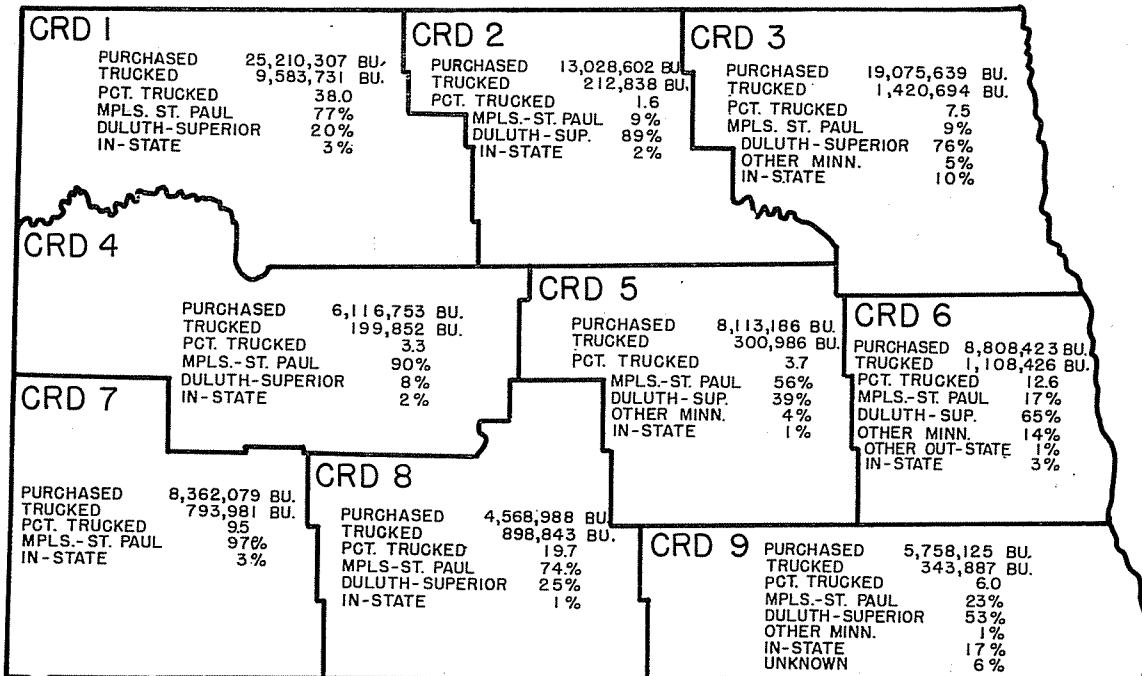 CRD 1
PURCHASED 25,210,307 BU.
TRUCKED 9,583,731 BU.
PCT. TRUCKED 38.0
MPLS. ST. PAUL 77%
DULUTH-SUPERIOR 20%
IN-STATE 3%
CRD 2
PURCHASED 13,028,602 BU
TRUCKED 212,838 BU.
PCT. TRUCKED 1.6
MPLS.-ST. PAUL 9%
DULUTH-SUP. 89%
IN-STATE 2%
CRD 3
PURCHASED 19,075,639 BU.
TRUCKED 1,420,694 BU.
PCT. TRUCKED 7.5
MPLS. ST. PAUL 9%
DULUTH-SUPERIOR 76%
OTHER MINN. 5%
IN-STATE 10%
CRD 4
PURCHASED 6,116,753 BU.
TRUCKED 199,852 BU.
PCT. TRUCKED 3.3
MPLS.-ST. PAUL 90%
DULUTH-SUPERIOR 8%
IN-STATE 2%
CRD 5
PURCHASED 8,113,186 BU.
TRUCKED 300,986 BU.
PCT. TRUCKED 3.7
MPLS.-ST. PAUL 56%
DULUTH-SUP. 39%
OTHER MINN. 4%
IN-STATE 1%
CRD 6
PURCHASED 8,808,423 BU.
TRUCKED 1,108,426 BU.
PCT. TRUCKED 12.6
MPLS.-ST. PAUL 17%
DULUTH-SUP. 65%
OTHER MINN. 14%
OTHER OUT-STATE 1%
IN-STATE 3%
CRD 7
PURCHASED 8,362,079 BU.
TRUCKED 793,981 BU.
PCT. TRUCKED 9.5
MPLS.-ST. PAUL 97%
IN-STATE 3%
CRD 8
PURCHASED 4,568,988 BU
TRUCKED 898,843 BU.
PCT. TRUCKED 19.7
MPLS-ST. PAUL 74%
DULUTH-SUPERIOR 25%
IN-STATE 1%
CRD 9
PURCHASED 5,758,125 BU.
TRUCKED 343,887 BU.
PCT. TRUCKED 6.0
MPLS.-ST. PAUL 23%
DULUTH-SUPERIOR 53%
OTHER MINN. 1%
IN-STATE 17%
UNKNOWN 6%